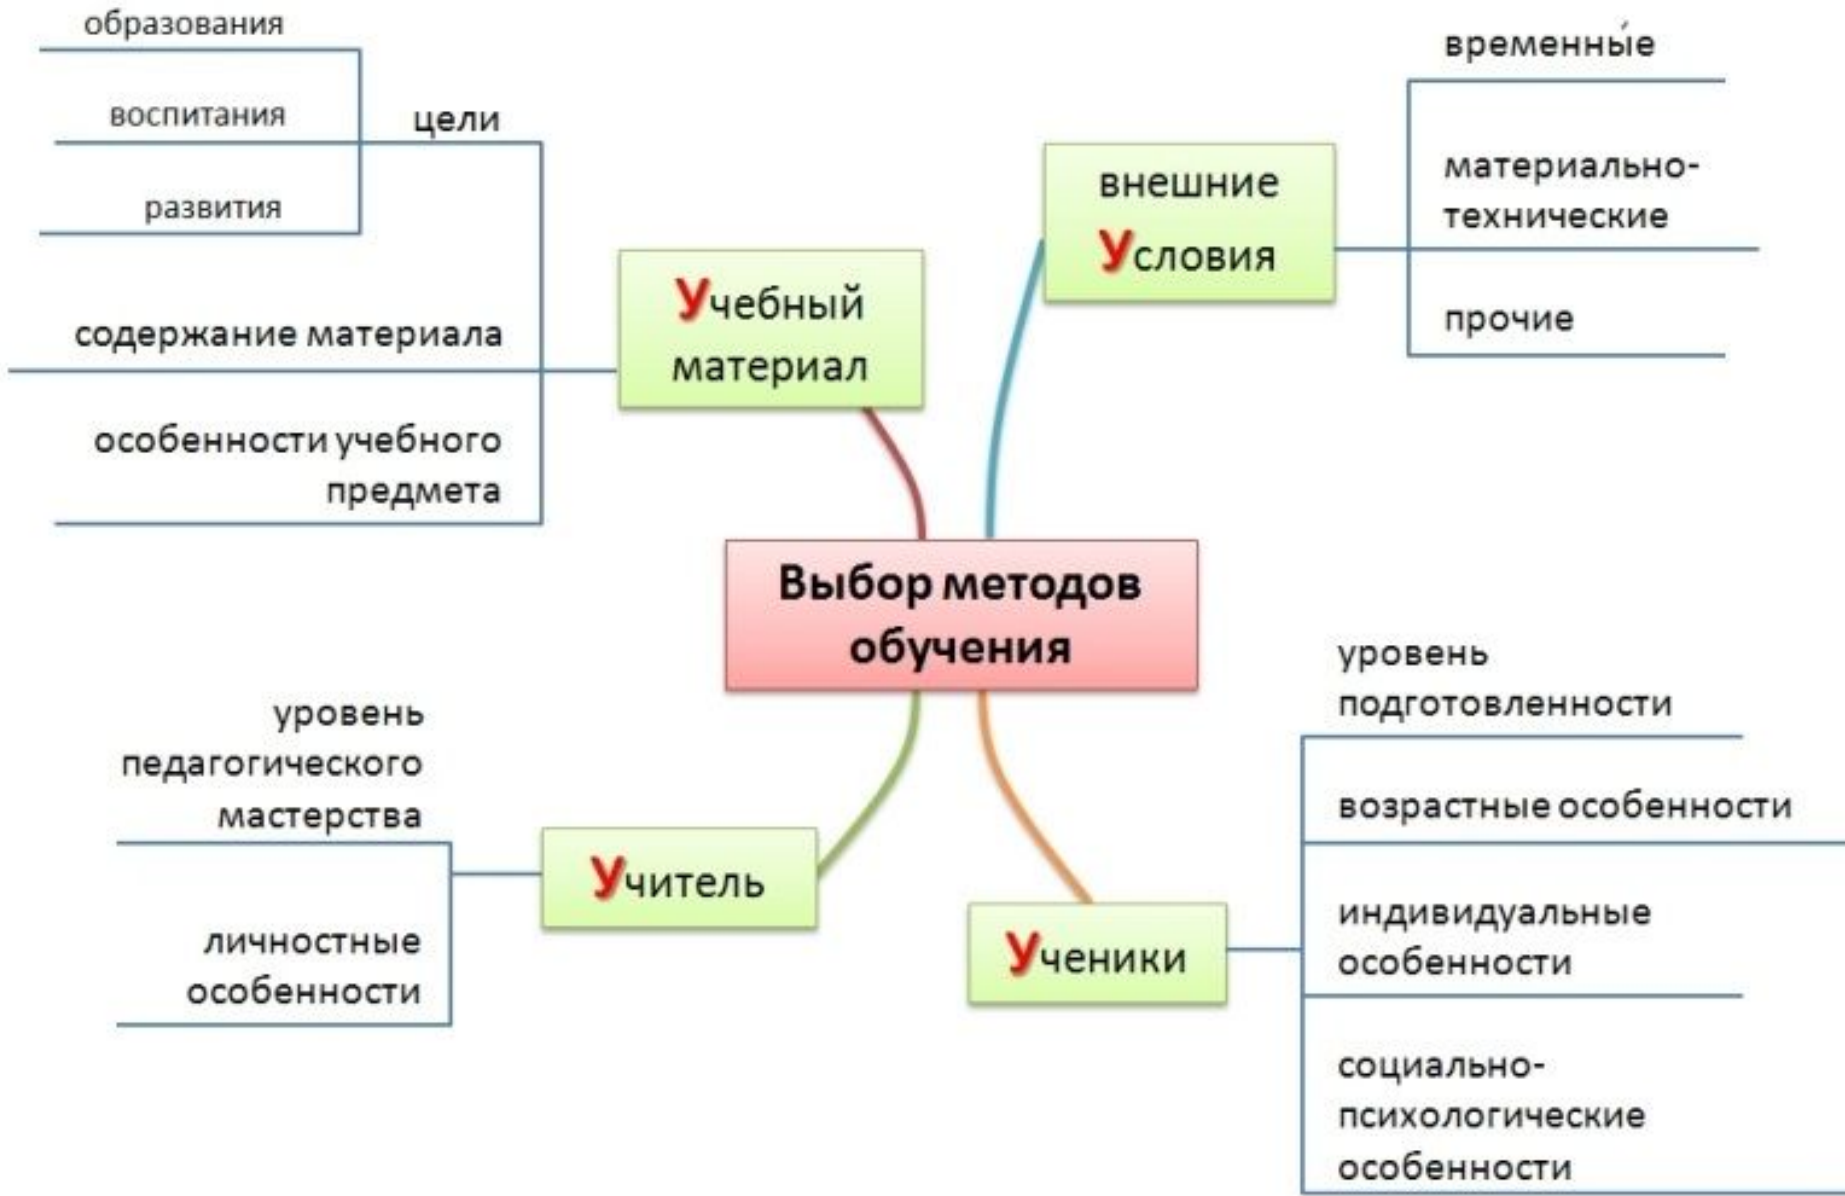 образования
воспитания
развития
цели
содержание материала
особенности учебного
предмета
Учебный
материал
внешние
Условия
временны́е
материально-
технические
прочие
Выбор методов
обучения
уровень
педагогического
мастерства
личностные
особенности
Учитель
Ученики
уровень
подготовленности
возрастные особенности
индивидуальные
особенности
социально-
психологические
особенности